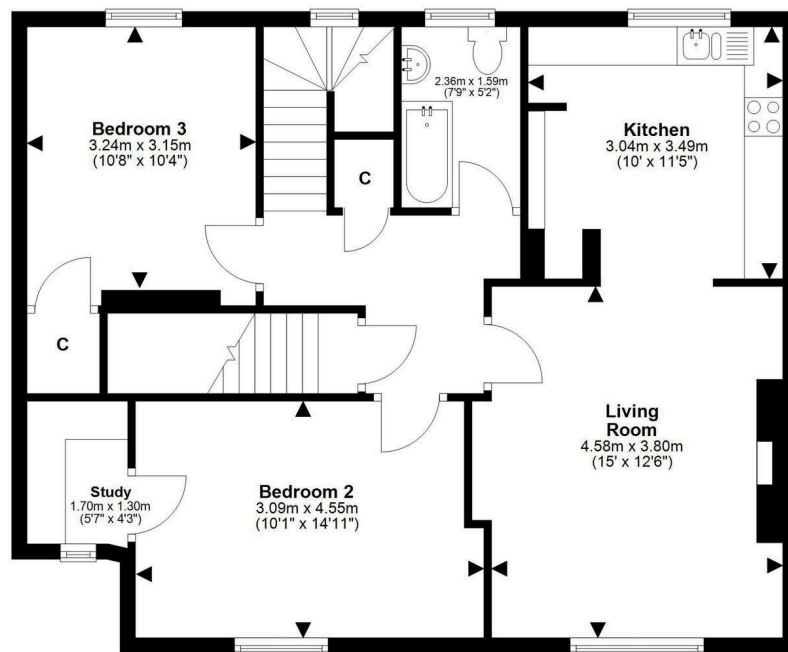 Bedroom 3
3.24m x 3.15m
(10'8" x 10'4")
C
2.36m x 1.59m
(7'9" x 5'2")
Kitchen
3.04m x 3.49m
(10' x 11'5")
C
Living
Room
4.58m x 3.80m
(15' x 12'6")
Study
1.70m x 1.30m
(5'7" x 4'3")
Bedroom 2
3.09m x 4.55m
(10'1" x 14'11")